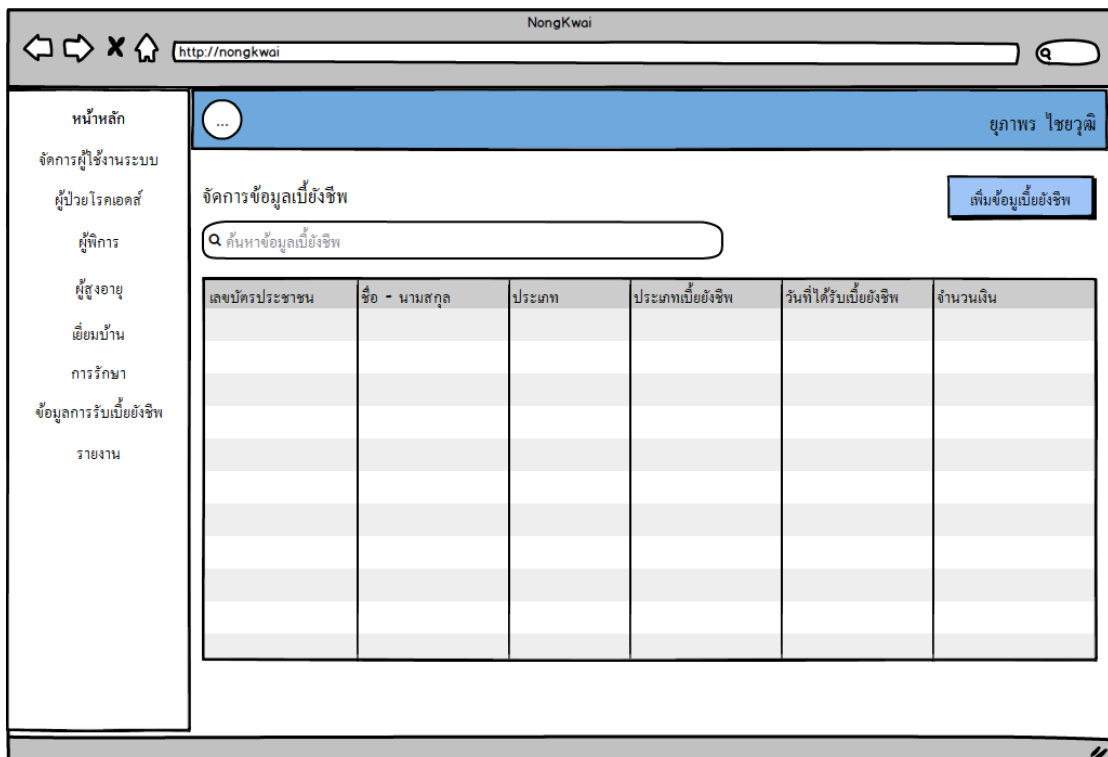 NongKwai
http://nongkwai
หน้าหลัก
จัดการผู้ใช้งานระบบ
ผู้ป่วยโรคเอดส์
ผู้พิการ
ผู้สูงอายุ
เยี่ยมบ้าน
การรักษา
ข้อมูลการรับเบี้ยยังชีพ
รายงาน
...
ยุภาพร ไชยวุฒิ
จัดการข้อมูลเบี้ยังชีพ
เพิ่มข้อมูเบี้ยยังชีพ
ค้นหาข้อมูลเบี้ยังชีพ
เลขบัตรประชาชน ชื่อ - นามสกุล ประเภท ประเภทเบี้ยยังชีพ วันที่ได้รับเบี้ยยังชีพ จำนวนเงิน